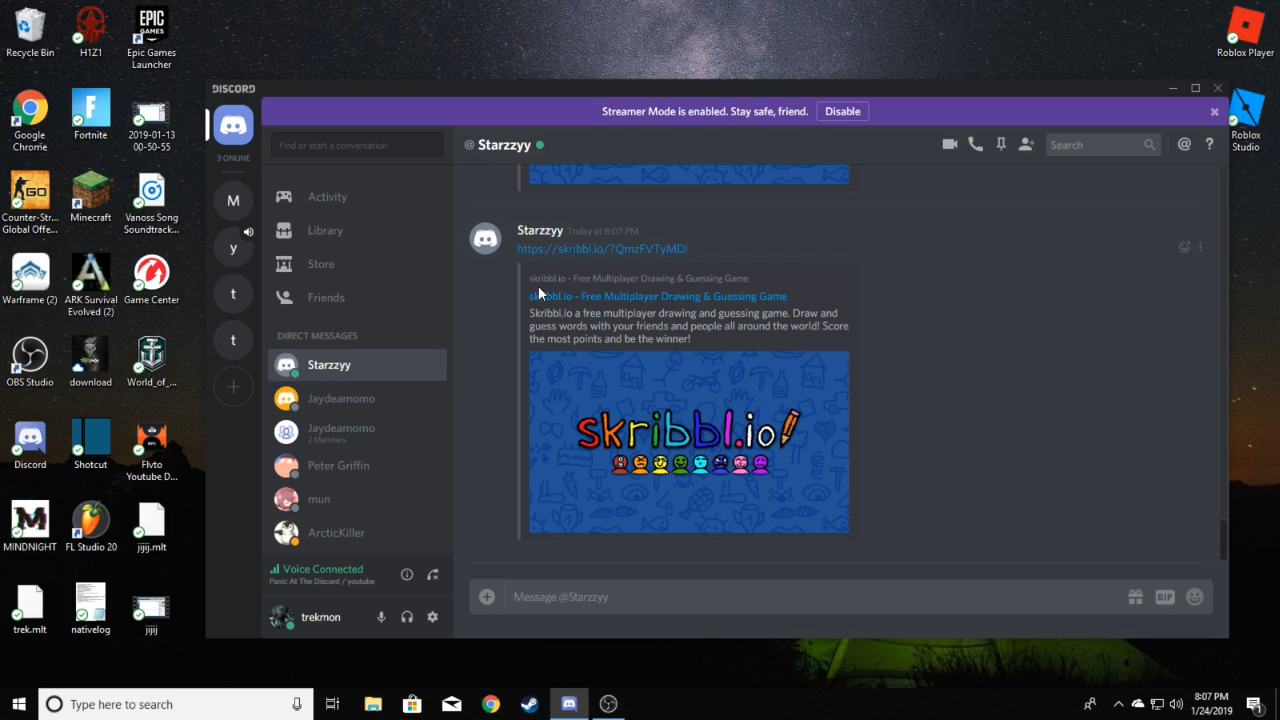 Recycle Bin
H1Z1
EPIC
GAMES
Epic Games
Launcher
Google
Chrome
Fortnite
2019-01-13
00-50-55
Counter-Str...
Global Offe...
Minecraft
Vanoss Song
Soundtrack...
Warframe (2)
ARK Survival
Evolved (2)
Game Center
OBS Studio
download
World_of_...
Discord
Shotcut
Flvto
Youtube D...
MINDNIGHT
FL Studio 20
jijij.mlt
trek.mlt
nativelog
jijij
Roblox Player
Roblox
Studio
DISCORD
Streamer Mode is enabled. Stay safe, friend.
Disable
3 ONLINE
M
y
t
t
Find or start a conversation
Activity
Library
Store
Friends
DIRECT MESSAGES
Starzzyy
Jaydeamomo
Jaydeamomo
2 Members
Peter Griffin
mun
ArcticKiller
Voice Connected
Panic At The Discord / youtube
trekmon
@ Starzzyy
Search
Starzzyy Today at 8:07 PM
https://skribbl.io/?QmzFVTyMDl
skribbl.io - Free Multiplayer Drawing & Guessing Game
skribbl.io - Free Multiplayer Drawing & Guessing Game
Skribbl.io a free multiplayer drawing and guessing game. Draw and
guess words with your friends and people all around the world! Score
the most points and be the winner!
skribbl.io
Message @Starzzyy
GIF
Type here to search
8:07 PM
1/24/2019
1